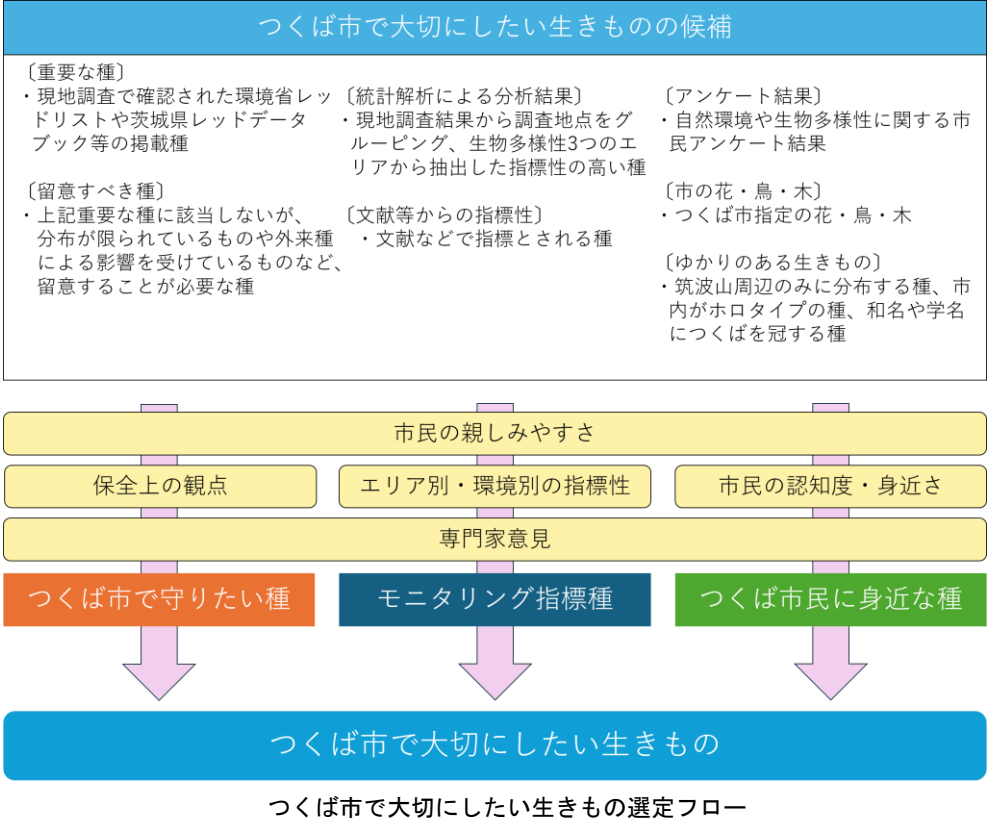 つくば市で大切にしたい生きものの候補
〔重要な種〕
・現地調査で確認された環境省レッ
ドリストや茨城県レッドデータ
ブック等の掲載種
〔留意すべき種〕
・上記重要な種に該当しないが、
分布が限られているものや外来種
による影響を受けているものなど、
留意することが必要な種
〔統計解析による分析結果〕
・現地調査結果から調査地点をグ
ルーピング、生物多様性3つのエ
リアから抽出した指標性の高い種
〔文献等からの指標性〕
・文献などで指標とされる種
〔アンケート結果〕
・自然環境や生物多様性に関する市
民アンケート結果
〔市の花・鳥・木〕
・つくば市指定の花・鳥・木
〔ゆかりのある生きもの〕
・筑波山周辺のみに分布する種、市
内がホロタイプの種、和名や学名
につくばを冠する種
市民の親しみやすさ
保全上の観点
エリア別・環境別の指標性
市民の認知度・身近さ
専門家意見
つくば市で守りたい種
モニタリング指標種
つくば市民に身近な種
つくば市で大切にしたい生きもの
つくば市で大切にしたい生きもの選定フロー